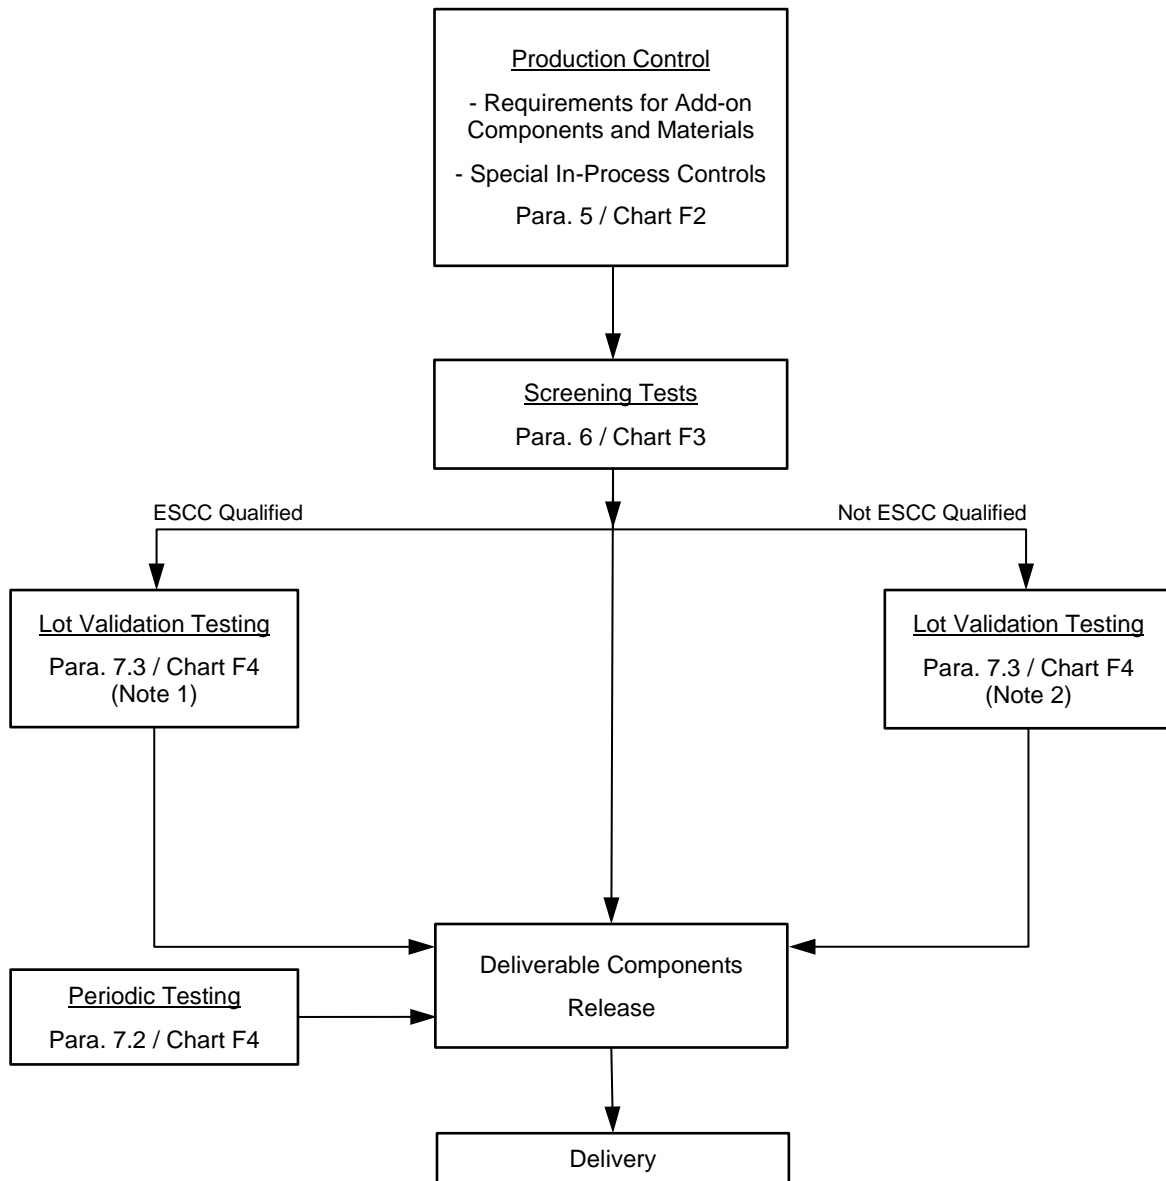 Production Control
- Requirements for Add-on
Components and Materials
- Special In-Process Controls
Para. 5 / Chart F2
Screening Tests
Para. 6 / Chart F3
ESCC Qualified
Not ESCC Qualified
Lot Validation Testing
Para. 7.3 / Chart F4
(Note 1)
Lot Validation Testing
Para. 7.3 / Chart F4
(Note 2)
Deliverable Components
Release
Periodic Testing
Para. 7.2 / Chart F4
Delivery